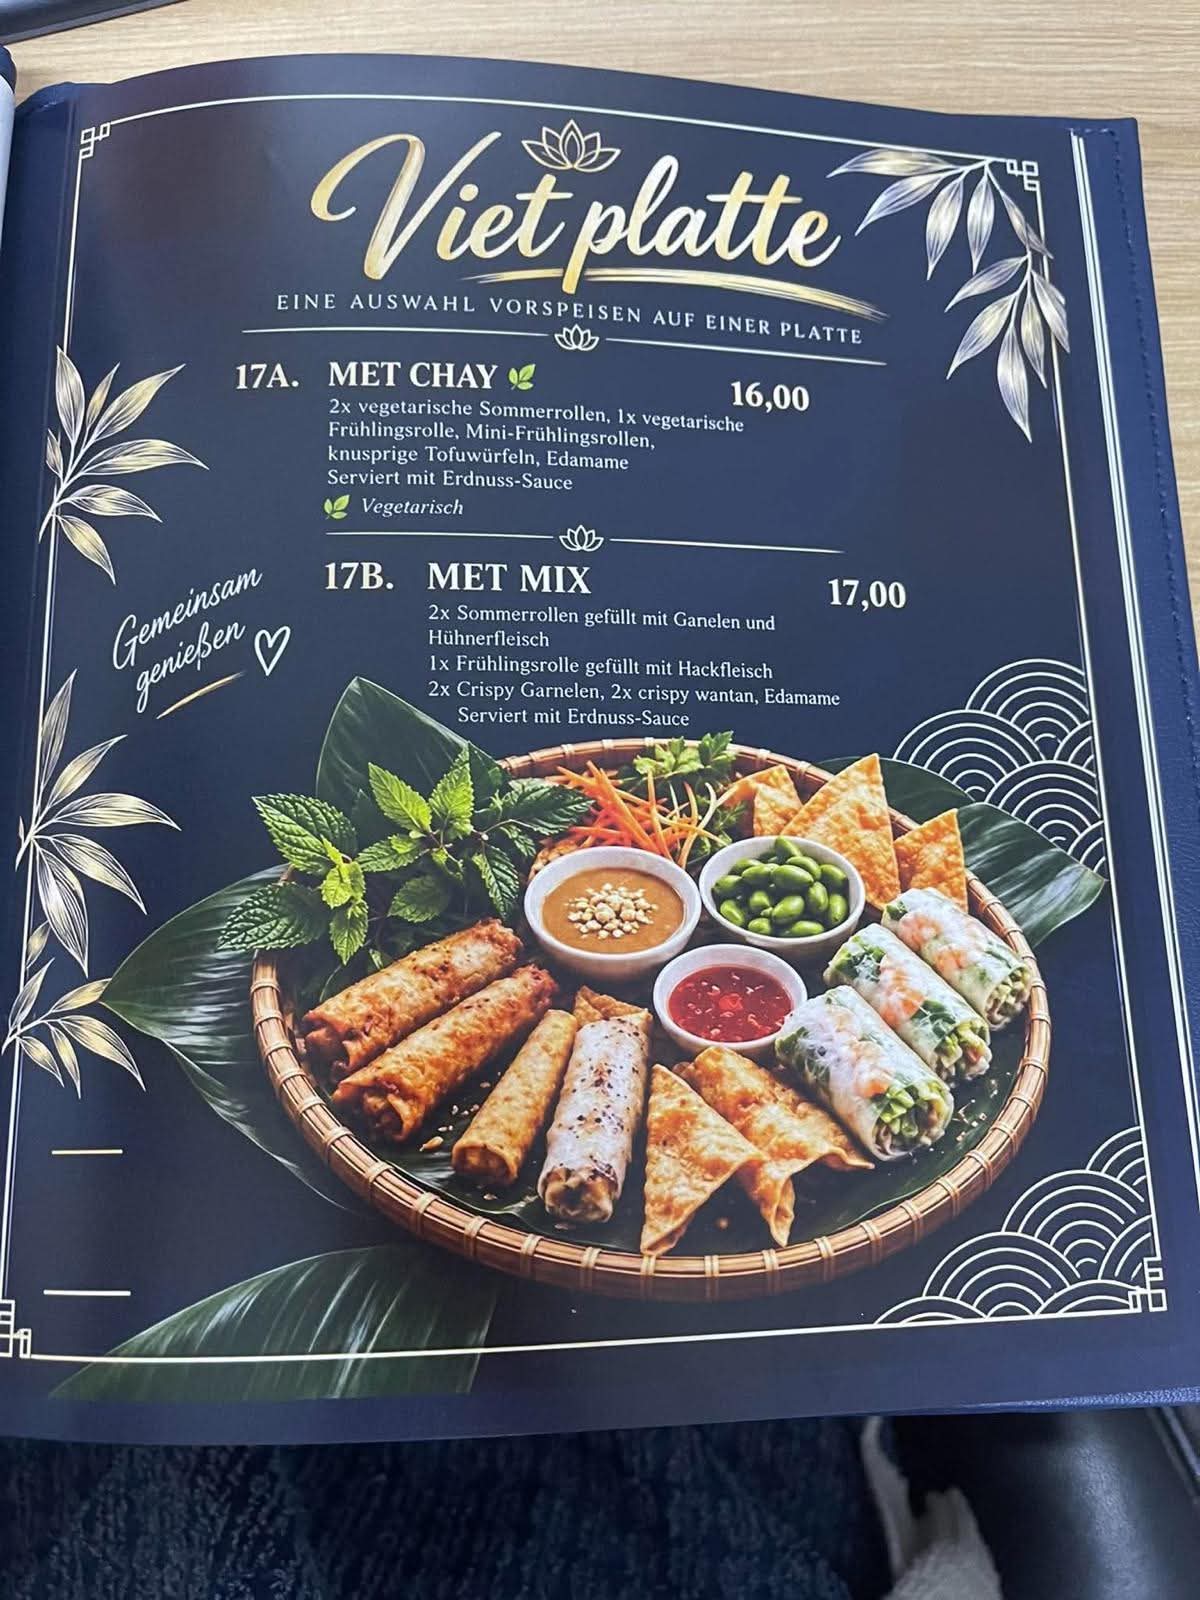 Viet platte
EINE AUSWAHL VORSPEISEN AUF EINER PLATTE
17A. MET CHAY 16,00
2x vegetarische Sommerrollen, 1x vegetarische
Frühlingsrolle, Mini-Frühlingsrollen,
knusprige Tofuwürfeln, Edamame
Serviert mit Erdnuss-Sauce
Vegetarisch
17B. MET MIX 17,00
2x Sommerrollen gefüllt mit Ganelen und
Hühnerfleisch
1x Frühlingsrolle gefüllt mit Hackfleisch
2x Crispy Garnelen, 2x crispy wantan, Edamame
Serviert mit Erdnuss-Sauce
Gemeinsam
genießen